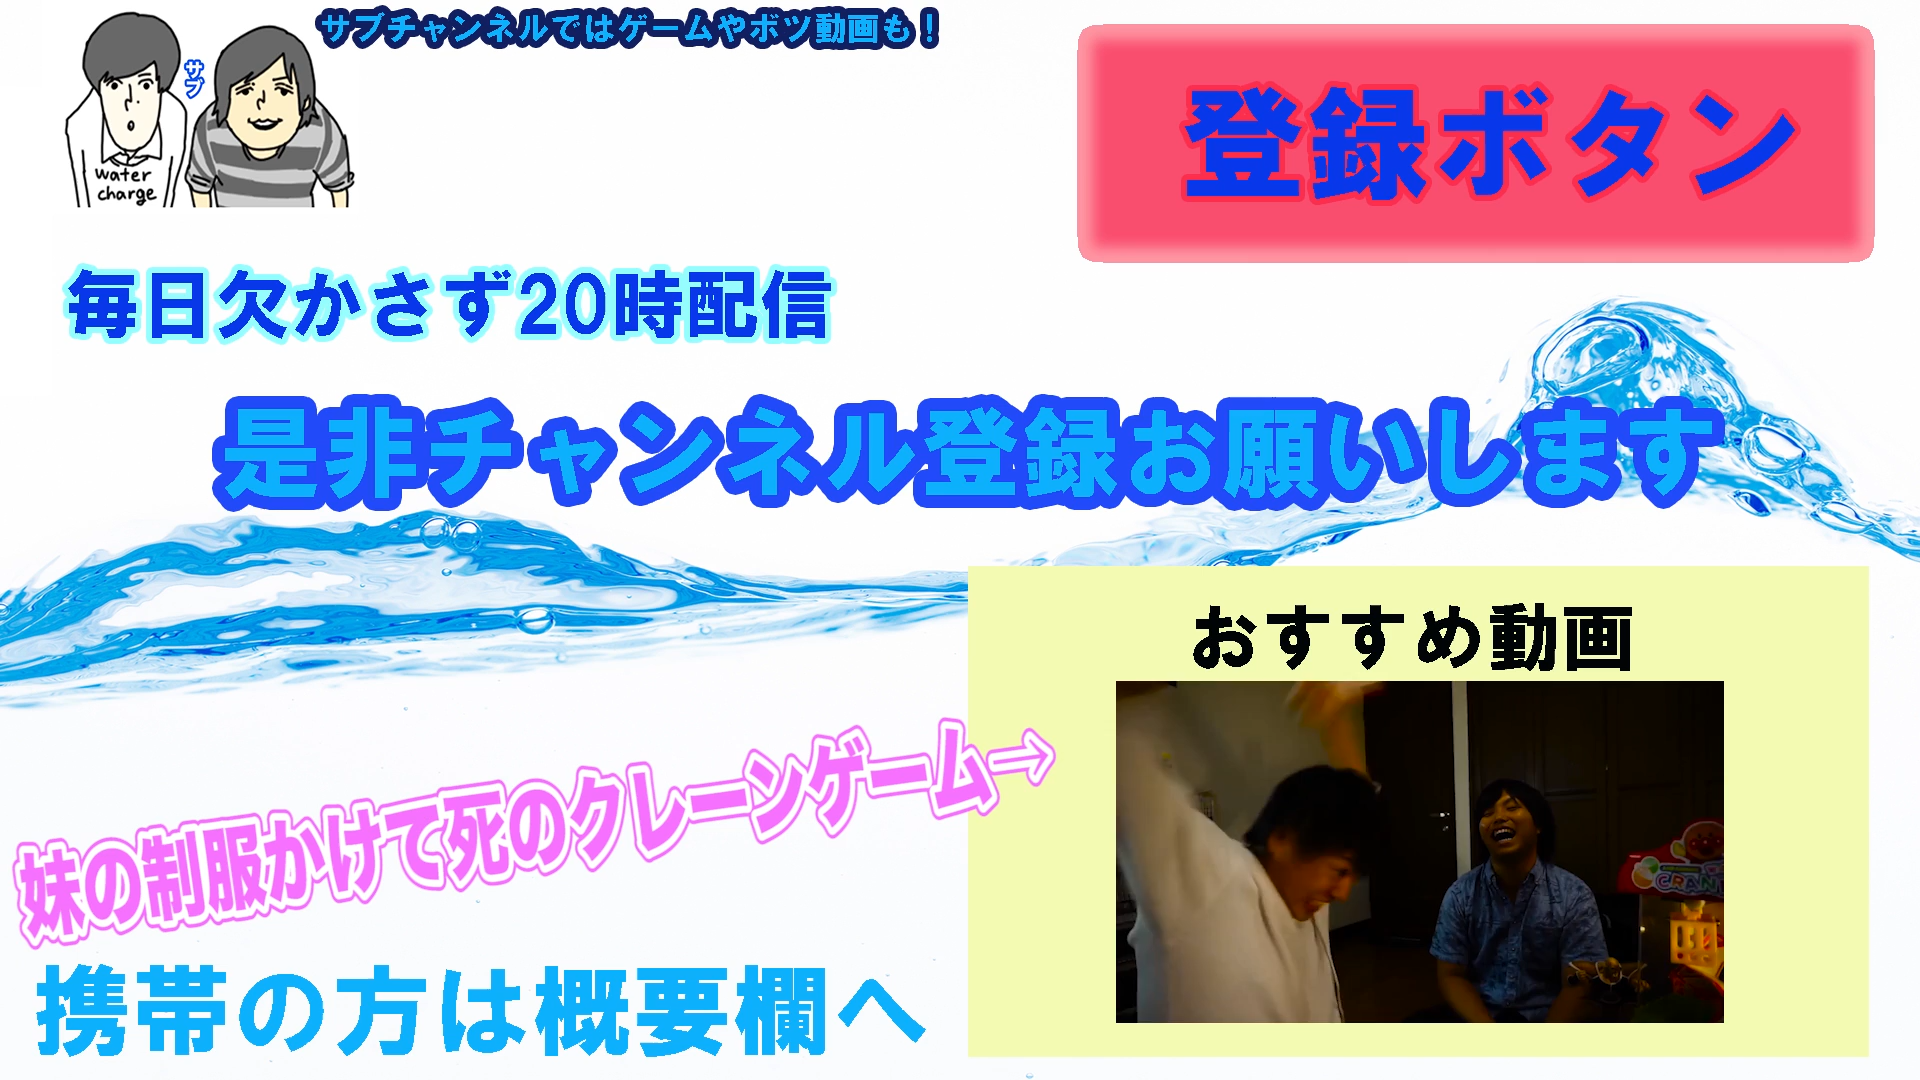 サブチャンネルではゲームやボツ動画も！
サブ
water
charge
登録ボタン
毎日欠かさず20時配信
是非チャンネル登録お願いします
おすすめ動画
妹の制服かけて死のクレーンゲーム→
携帯の方は概要欄へ